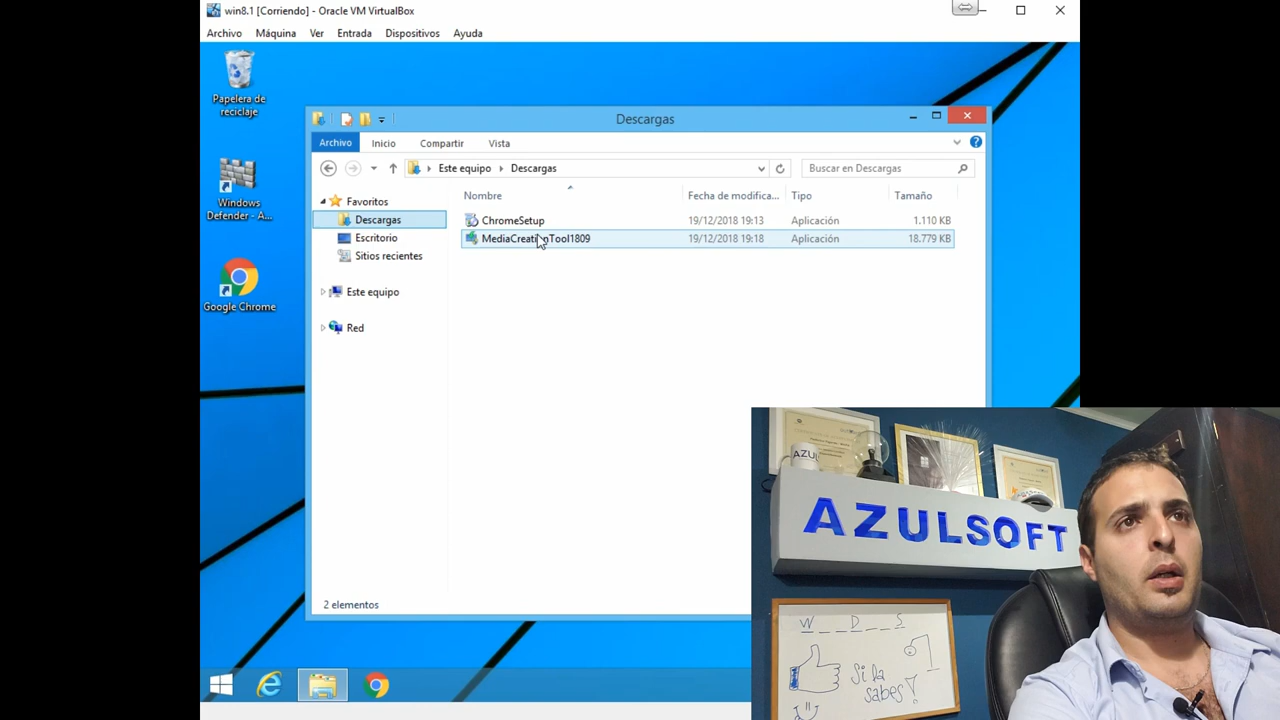 win8.1 [Corriendo] - Oracle VM VirtualBox
Archivo Máquina Ver Entrada Dispositivos Ayuda
Papelera de
reciclaje
Windows
Defender - A...
Google Chrome
Descargas
Archivo Inicio Compartir Vista
Este equipo Descargas
Buscar en Descargas
Favoritos
Descargas
Escritorio
Sitios recientes
Este equipo
Red
Nombre Fecha de modifica... Tipo Tamaño
ChromeSetup 19/12/2018 19:13 Aplicación 1.110 KB
MediaCreationTool1809 19/12/2018 19:18 Aplicación 18.779 KB
2 elementos
AZUL
AZULSOFT
W _ _ D _ _ S
Si la
sabes!